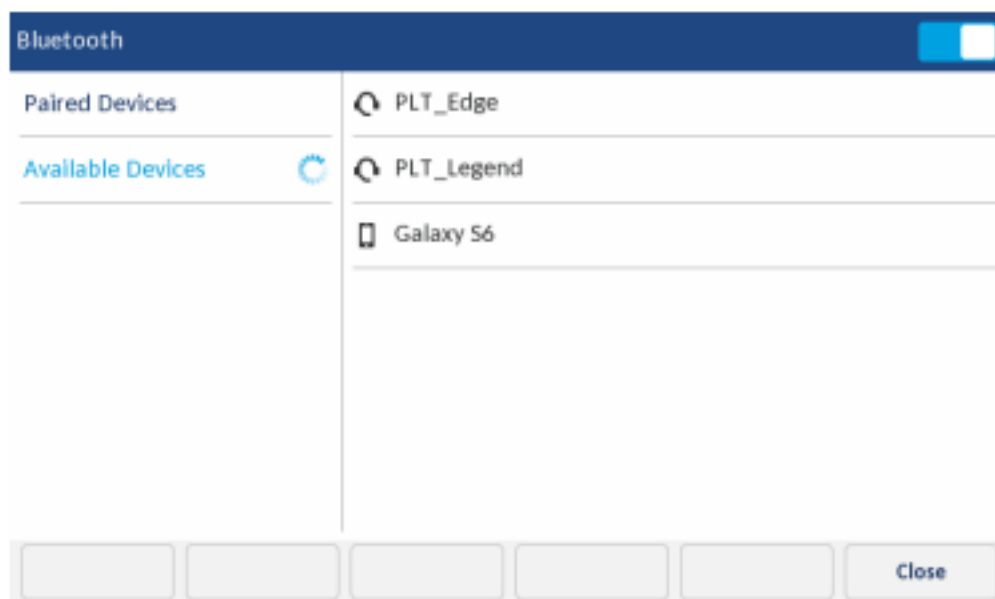 Bluetooth
Paired Devices
Available Devices
PLT_Edge
PLT_Legend
Galaxy S6
Close